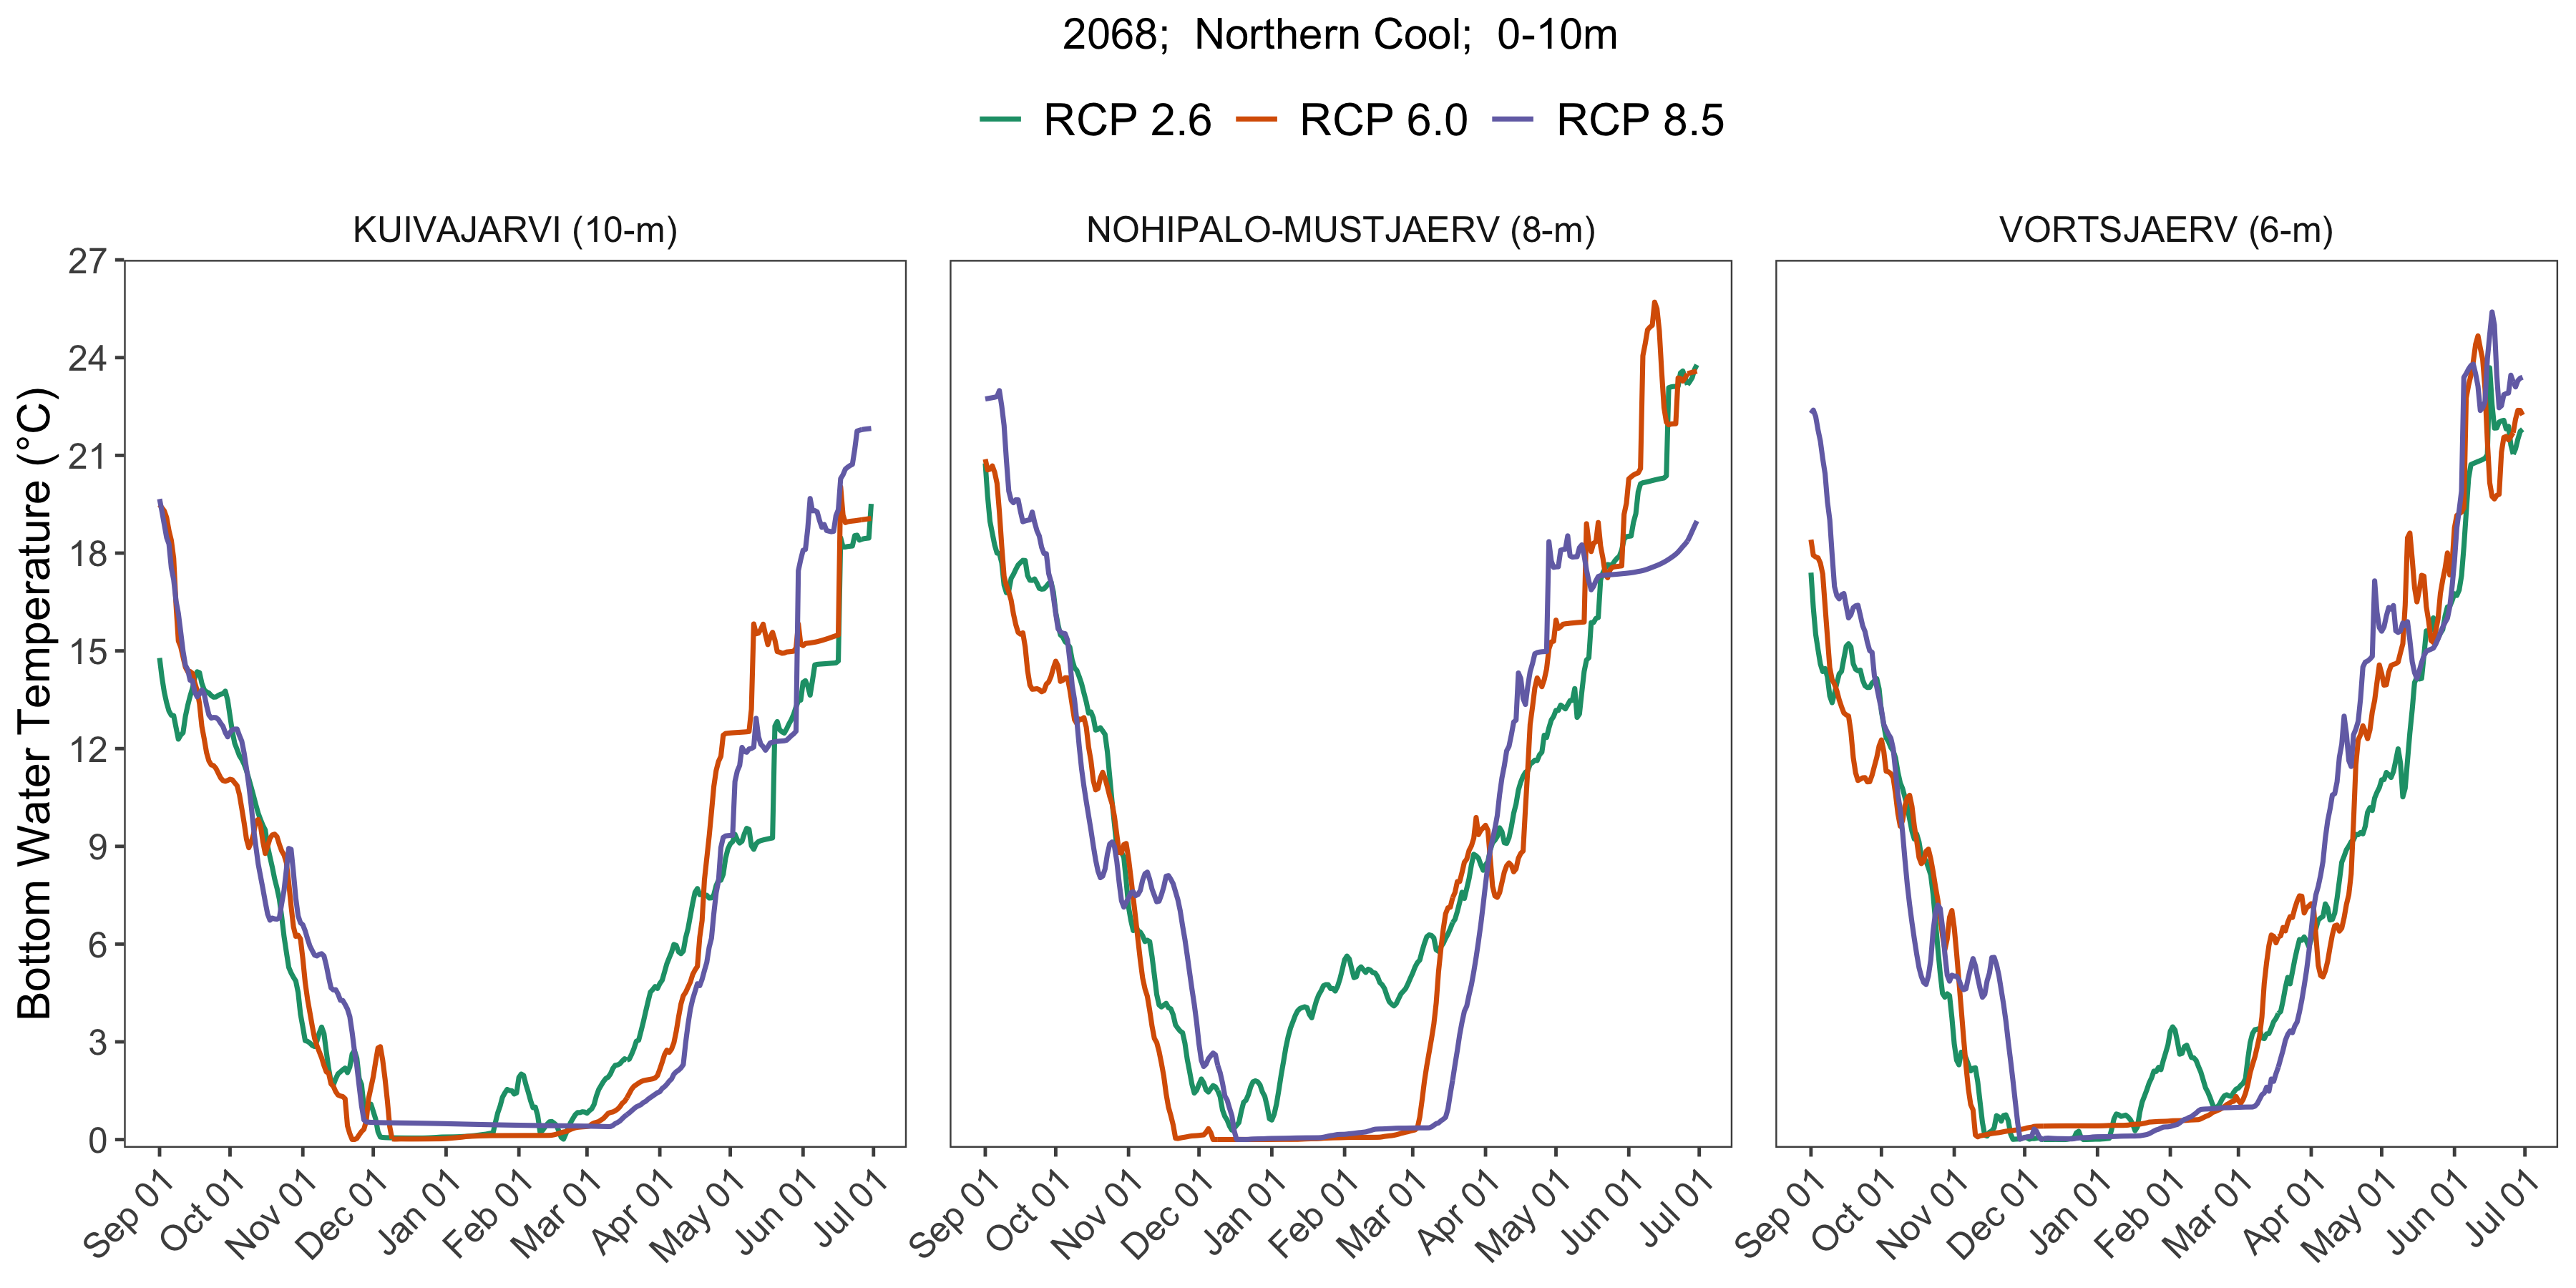 2068;  Northern Cool;  0-10m
RCP 2.6 RCP 6.0 RCP 8.5
KUIVAJARVI (10-m) NOHIPALO-MUSTJAERV (8-m) VORTSJAERV (6-m)
Bottom Water Temperature (°C)
27
24
21
18
15
12
9
6
3
0
Sep 01 Oct 01 Nov 01 Dec 01 Jan 01 Feb 01 Mar 01 Apr 01 May 01 Jun 01 Jul 01 Sep 01 Oct 01 Nov 01 Dec 01 Jan 01 Feb 01 Mar 01 Apr 01 May 01 Jun 01 Jul 01 Sep 01 Oct 01 Nov 01 Dec 01 Jan 01 Feb 01 Mar 01 Apr 01 May 01 Jun 01 Jul 01